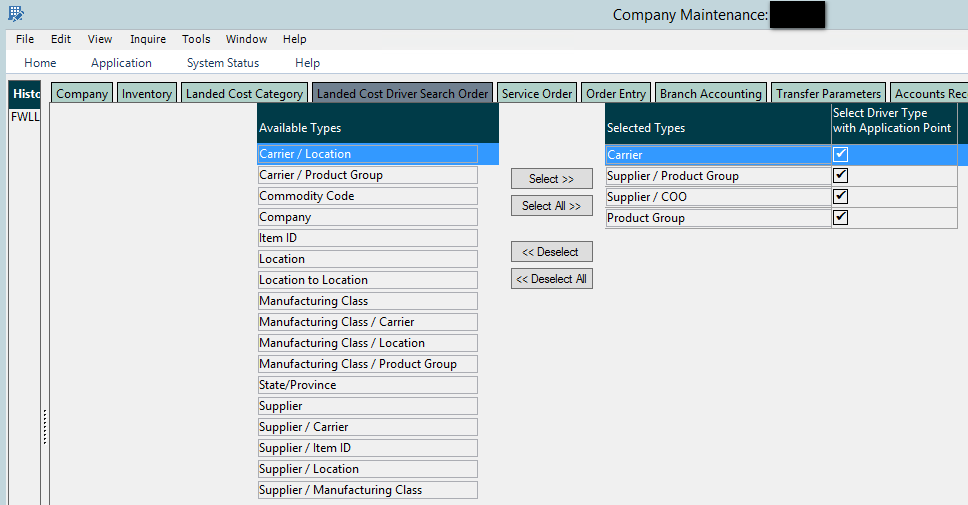 Company Maintenance:
File Edit View Inquire Tools Window Help
Home Application System Status Help
Histo Company Inventory Landed Cost Category Landed Cost Driver Search Order Service Order Order Entry Branch Accounting Transfer Parameters Accounts Rec
FWLL
Available Types
Carrier / Location
Carrier / Product Group
Commodity Code
Company
Item ID
Location
Location to Location
Manufacturing Class
Manufacturing Class / Carrier
Manufacturing Class / Location
Manufacturing Class / Product Group
State/Province
Supplier
Supplier / Carrier
Supplier / Item ID
Supplier / Location
Supplier / Manufacturing Class
Select >>
Select All >>
<< Deselect
<< Deselect All
Selected Types
Select Driver Type
with Application Point
Carrier
Supplier / Product Group
Supplier / COO
Product Group